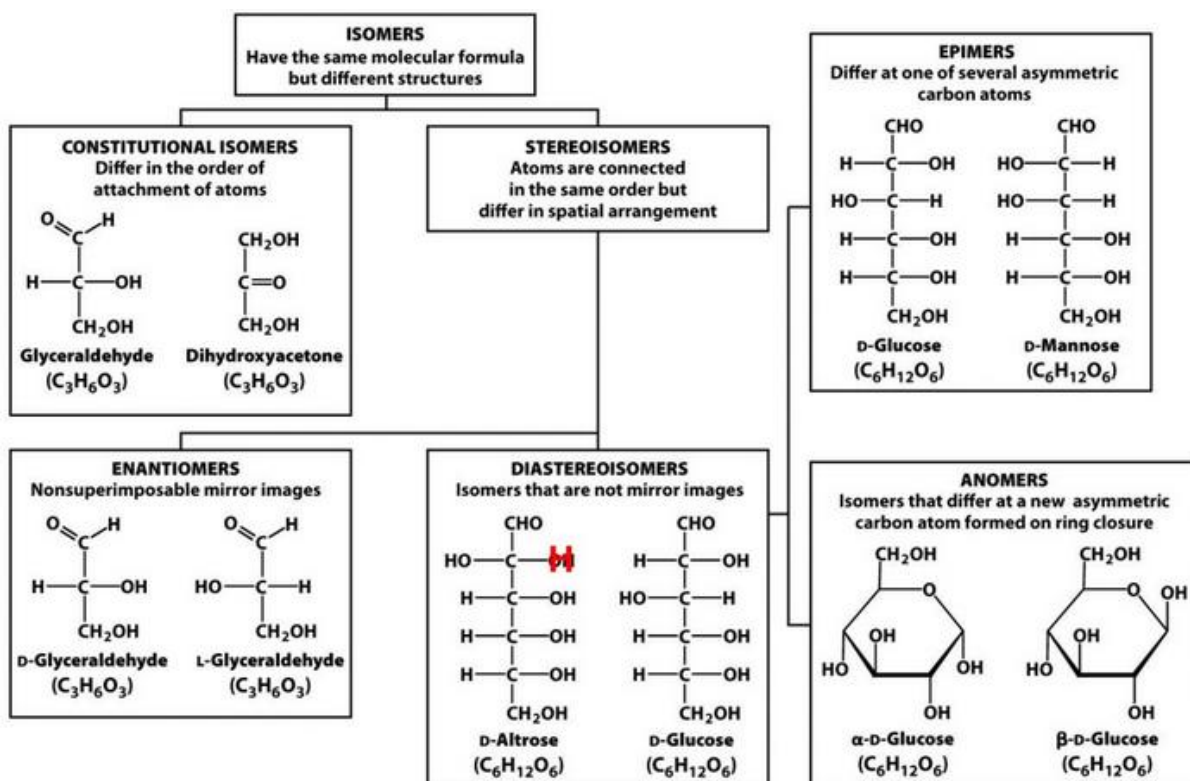 ISOMERS
Have the same molecular formula
but different structures
CONSTITUTIONAL ISOMERS
Differ in the order of
attachment of atoms
O H
C
H—C—OH
CH₂OH
Glyceraldehyde
(C₃H₆O₃)
CH₂OH
C=O
CH₂OH
Dihydroxyacetone
(C₃H₆O₃)
STEREOISOMERS
Atoms are connected
in the same order but
differ in spatial arrangement
EPIMERS
Differ at one of several asymmetric
carbon atoms
CHO
H—C—OH
HO—C—H
H—C—OH
H—C—OH
CH₂OH
D-Glucose
(C₆H₁₂O₆)
CHO
HO—C—H
HO—C—H
H—C—OH
H—C—OH
CH₂OH
D-Mannose
(C₆H₁₂O₆)
ENANTIOMERS
Nonsuperimposable mirror images
O H
C
H—C—OH
CH₂OH
D-Glyceraldehyde
(C₃H₆O₃)
O H
C
HO—C—H
CH₂OH
L-Glyceraldehyde
(C₃H₆O₃)
DIASTEREOISOMERS
Isomers that are not mirror images
CHO
HO—C—H
H—C—OH
H—C—OH
H—C—OH
CH₂OH
D-Altrose
(C₆H₁₂O₆)
CHO
H—C—OH
HO—C—H
H—C—OH
H—C—OH
CH₂OH
D-Glucose
(C₆H₁₂O₆)
ANOMERS
Isomers that differ at a new asymmetric
carbon atom formed on ring closure
CH₂OH
O
OH
HO OH
OH
α-D-Glucose
(C₆H₁₂O₆)
CH₂OH
O OH
OH
HO
OH
β-D-Glucose
(C₆H₁₂O₆)